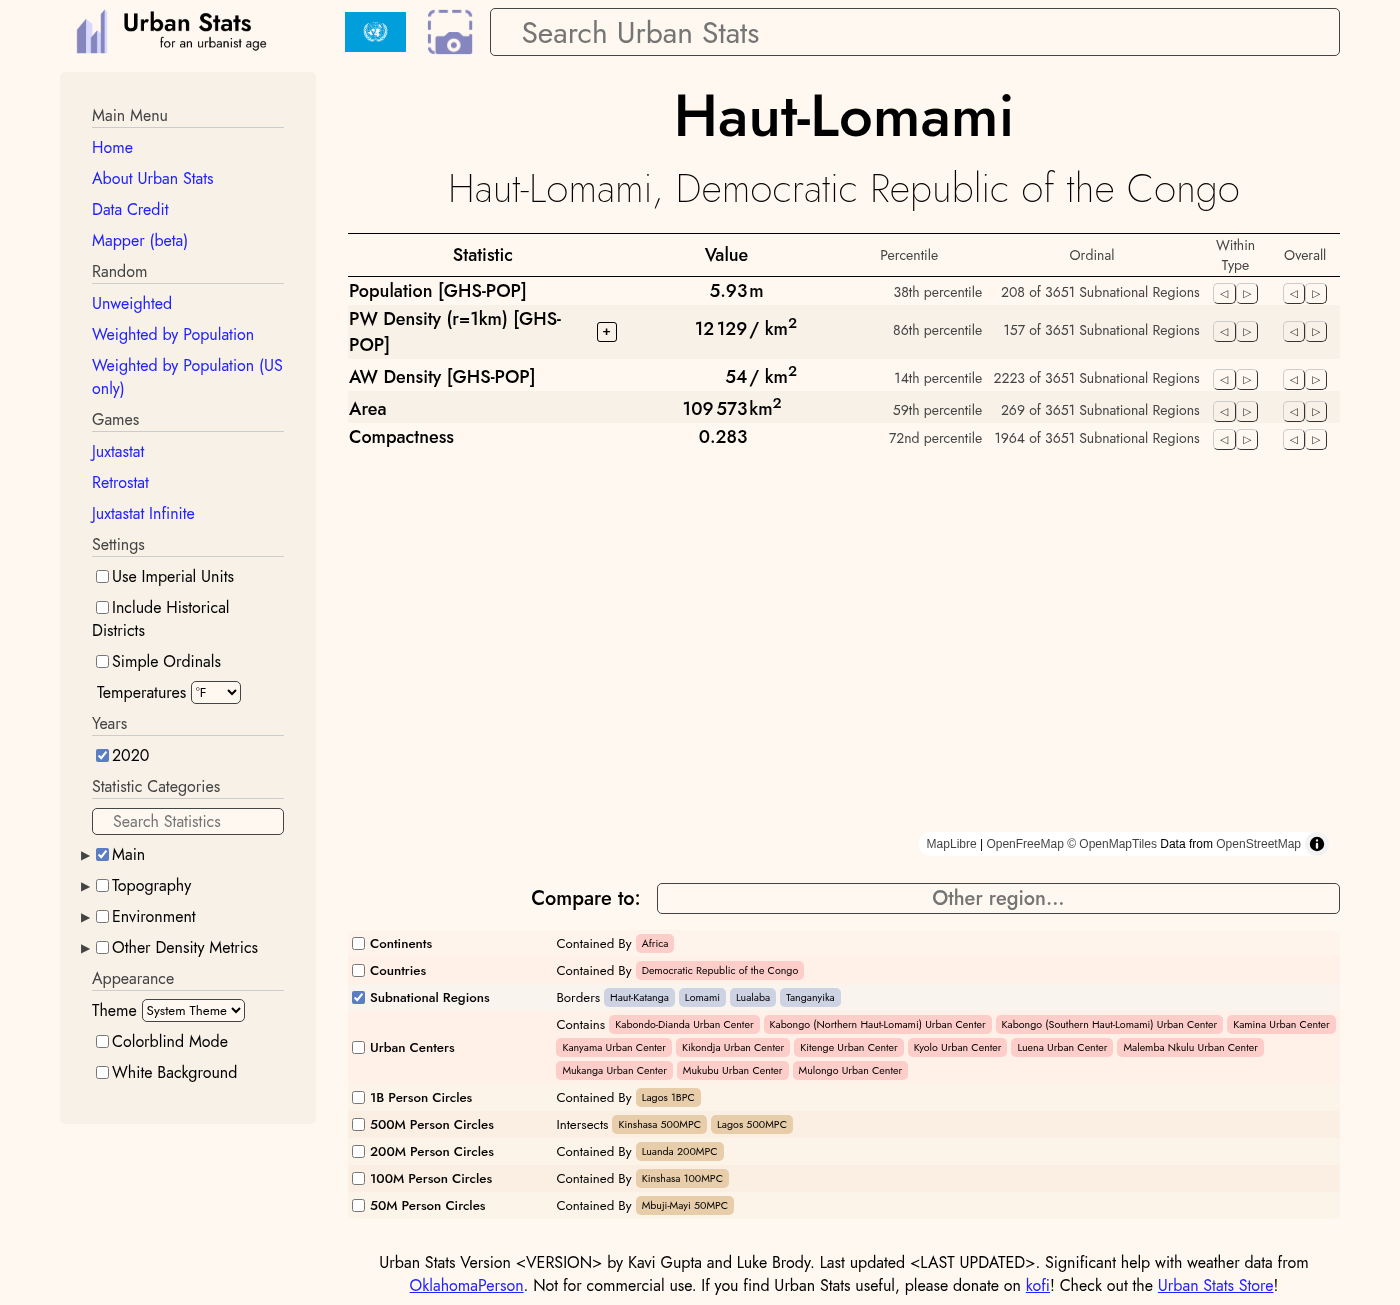 Urban Stats
for an urbanist age
Search Urban Stats
Main Menu
Home
About Urban Stats
Data Credit
Mapper (beta)
Random
Unweighted
Weighted by Population
Weighted by Population (US
only)
Games
Juxtastat
Retrostat
Juxtastat Infinite
Settings
Use Imperial Units
Include Historical
Districts
Simple Ordinals
Temperatures °F
Years
2020
Statistic Categories
Search Statistics
Main
Topography
Environment
Other Density Metrics
Appearance
Theme System Theme
Colorblind Mode
White Background
Haut-Lomami
Haut-Lomami, Democratic Republic of the Congo
Statistic Value Percentile Ordinal Within Type Overall
Population [GHS-POP] 5.93 m 38th percentile 208 of 3651 Subnational Regions
PW Density (r=1km) [GHS-POP] + 12 129 / km² 86th percentile 157 of 3651 Subnational Regions
AW Density [GHS-POP] 54 / km² 14th percentile 2223 of 3651 Subnational Regions
Area 109 573 km² 59th percentile 269 of 3651 Subnational Regions
Compactness 0.283 72nd percentile 1964 of 3651 Subnational Regions
MapLibre | OpenFreeMap © OpenMapTiles Data from OpenStreetMap
Compare to: Other region...
Continents Contained By Africa
Countries Contained By Democratic Republic of the Congo
Subnational Regions Borders Haut-Katanga Lomami Lualaba Tanganyika
Urban Centers Contains Kabondo-Dianda Urban Center Kabongo (Northern Haut-Lomami) Urban Center Kabongo (Southern Haut-Lomami) Urban Center Kamina Urban Center
Kanyama Urban Center Kikondja Urban Center Kitenge Urban Center Kyolo Urban Center Luena Urban Center Malemba Nkulu Urban Center
Mukanga Urban Center Mukubu Urban Center Mulongo Urban Center
1B Person Circles Contained By Lagos 1BPC
500M Person Circles Intersects Kinshasa 500MPC Lagos 500MPC
200M Person Circles Contained By Luanda 200MPC
100M Person Circles Contained By Kinshasa 100MPC
50M Person Circles Contained By Mbuji-Mayi 50MPC
Urban Stats Version <VERSION> by Kavi Gupta and Luke Brody. Last updated <LAST UPDATED>. Significant help with weather data from
OklahomaPerson. Not for commercial use. If you find Urban Stats useful, please donate on kofi! Check out the Urban Stats Store!